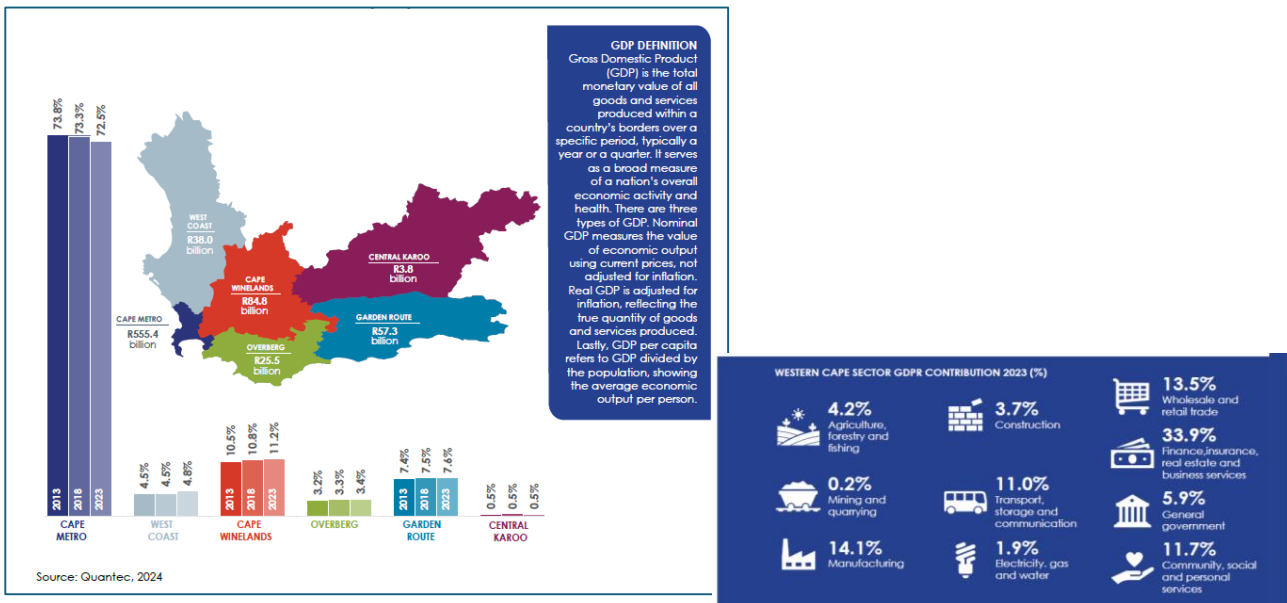 GDP DEFINITION
Gross Domestic Product
(GDP) is the total
monetary value of all
goods and services
produced within a
country's borders over a
specific period, typically a
year or a quarter. It serves
as a broad measure
of a nation's overall
economic activity and
health. There are three
types of GDP. Nominal
GDP measures the value
of economic output
using current prices, not
adjusted for inflation.
Real GDP is adjusted for
inflation, reflecting the
true quantity of goods
and services produced.
Lastly, GDP per capita
refers to GDP divided by
the population, showing
the average economic
output per person.
73.8%
73.3%
72.5%
2013
2018
2023
CAPE
METRO
WEST
COAST
R38.0
billion
CAPE
WINELANDS
R84.8
billion
CENTRAL KAROO
R3.8
billion
CAPE METRO
R555.4
billion
GARDEN ROUTE
R57.3
billion
OVERBERG
R25.5
billion
4.5%
4.5%
4.8%
WEST
COAST
10.5%
10.8%
11.2%
2013
2018
2023
CAPE
WINELANDS
3.2%
3.3%
3.4%
OVERBERG
7.4%
7.5%
7.6%
2013
2018
2023
GARDEN
ROUTE
0.5%
0.5%
0.5%
CENTRAL
KAROO
Source: Quantec, 2024
WESTERN CAPE SECTOR GDPR CONTRIBUTION 2023 (%)
4.2%
Agriculture,
forestry and
fishing
0.2%
Mining and
quarrying
14.1%
Manufacturing
3.7%
Construction
11.0%
Transport,
storage and
communication
1.9%
Electricity, gas
and water
13.5%
Wholesale and
retail trade
33.9%
Finance,insurance,
real estate and
business services
5.9%
General
government
11.7%
Community, social
and personal
services